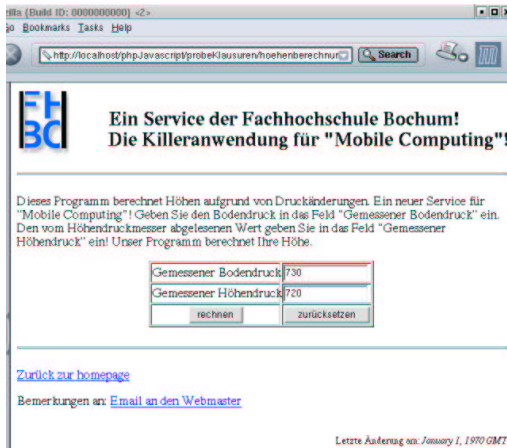 zilla {Build ID: 0000000000} <2>
Go Bookmarks Tasks Help
http://localhost/phpJavascript/probeKlausuren/hoehenberechnun
Search
FH
BO
Ein Service der Fachhochschule Bochum!
Die Killeranwendung für "Mobile Computing"!
Dieses Programm berechnet Höhen aufgrund von Druckänderungen. Ein neuer Service für
"Mobile Computing"! Geben Sie den Bodendruck in das Feld "Gemessener Bodendruck" ein.
Den vom Höhendruckmesser abgelesenen Wert geben Sie in das Feld "Gemessener
Höhendruck" ein! Unser Programm berechnet Ihre Höhe.
Gemessener Bodendruck 730
Gemessener Höhendruck 720
rechnen zurücksetzen
Zurück zur homepage
Bemerkungen an: Email an den Webmaster
Letzte Änderung am: January 1, 1970 GMT